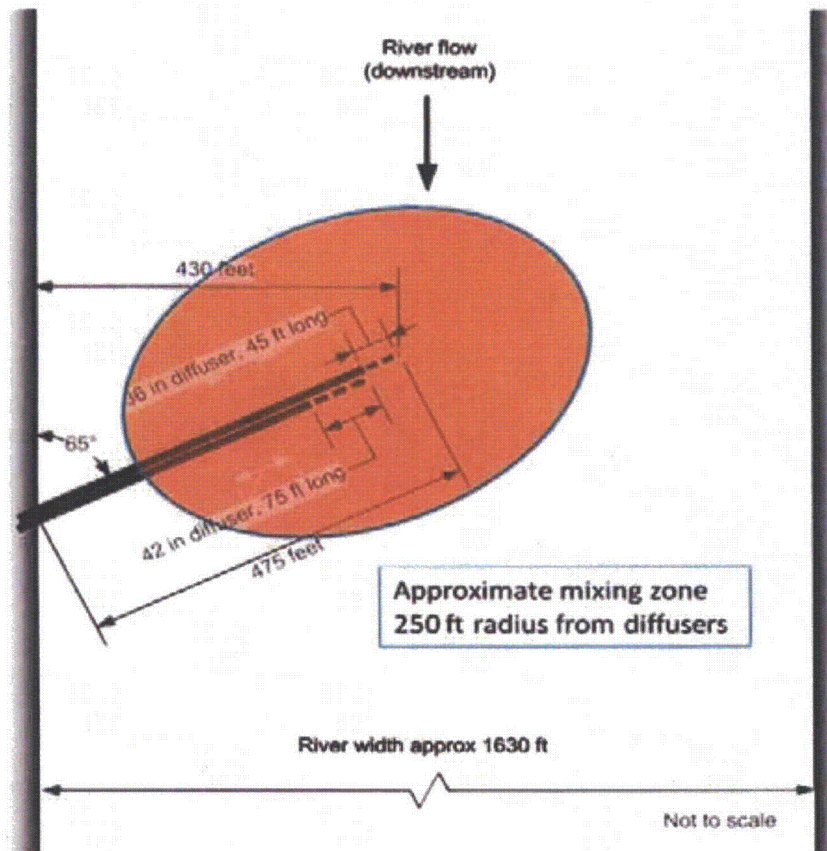 River flow
(downstream)
430 feet
36 in diffuser, 45 ft long
65°
42 in diffuser, 75 ft long
475 feet
Approximate mixing zone
250 ft radius from diffusers
River width approx 1630 ft
Not to scale